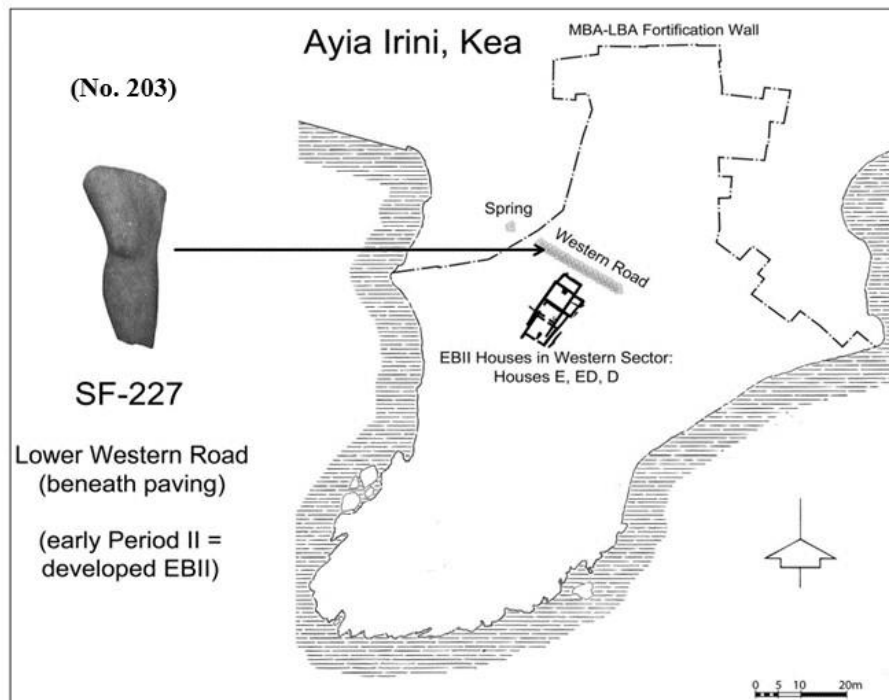 Ayia Irini, Kea
MBA-LBA Fortification Wall
(No. 203)
Spring
Western Road
EBII Houses in Western Sector:
Houses E, ED, D
SF-227
Lower Western Road
(beneath paving)
(early Period II =
developed EBII)
0 5 10 20m